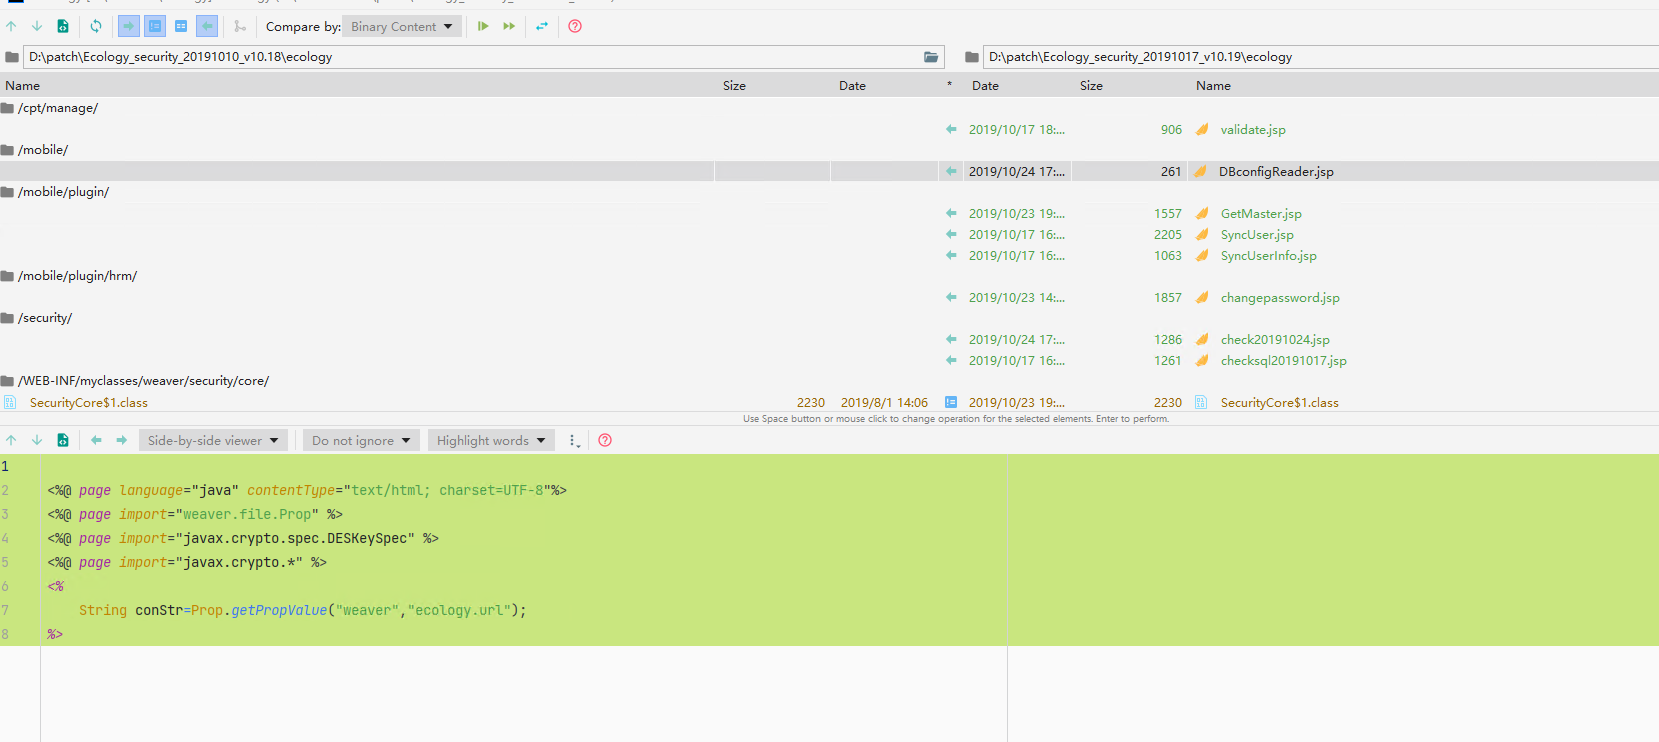 Compare by: Binary Content
D:\patch\Ecology_security_20191010_v10.18\ecology D:\patch\Ecology_security_20191017_v10.19\ecology
Name Size Date * Date Size Name
/cpt/manage/
2019/10/17 18:... 906 validate.jsp
/mobile/
2019/10/24 17:... 261 DBconfigReader.jsp
/mobile/plugin/
2019/10/23 19:... 1557 GetMaster.jsp
2019/10/17 16:... 2205 SyncUser.jsp
2019/10/17 16:... 1063 SyncUserInfo.jsp
/mobile/plugin/hrm/
2019/10/23 14:... 1857 changepassword.jsp
/security/
2019/10/24 17:... 1286 check20191024.jsp
2019/10/17 16:... 1261 checksql20191017.jsp
/WEB-INF/myclasses/weaver/security/core/
SecurityCore$1.class 2230 2019/8/1 14:06 2019/10/23 19:... 2230 SecurityCore$1.class
Use Space button or mouse click to change operation for the selected elements. Enter to perform.
Side-by-side viewer Do not ignore Highlight words
1
2 <%@ page language="java" contentType="text/html; charset=UTF-8"%>
3 <%@ page import="weaver.file.Prop" %>
4 <%@ page import="javax.crypto.spec.DESKeySpec" %>
5 <%@ page import="javax.crypto.*" %>
6 <%
7 String conStr=Prop.getPropValue("weaver","ecology.url");
8 %>